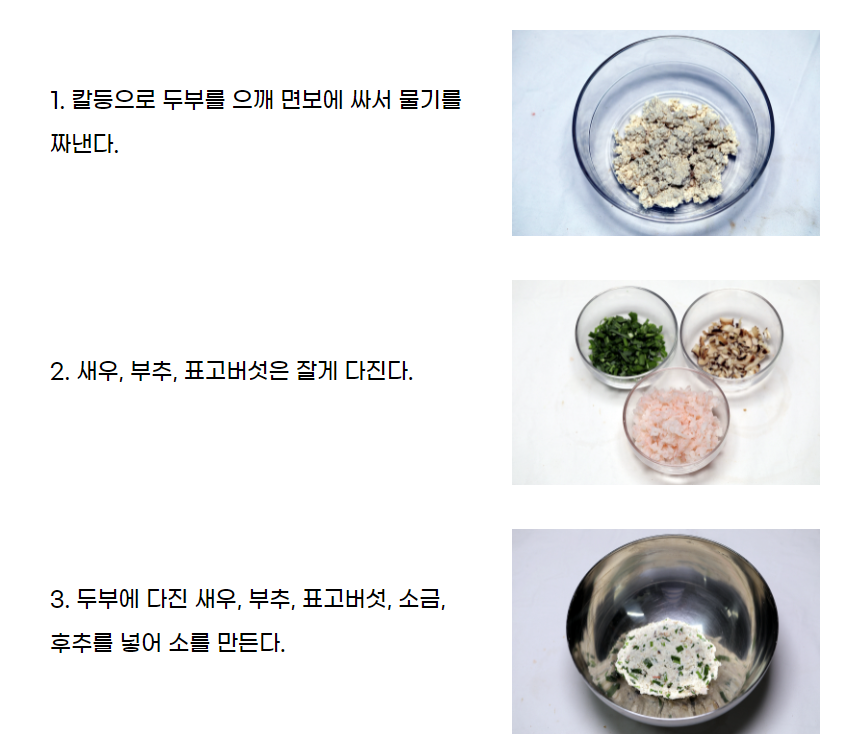 1. 칼등으로 두부를 으깨 면보에 싸서 물기를
짜낸다.
2. 새우, 부추, 표고버섯은 잘게 다진다.
3. 두부에 다진 새우, 부추, 표고버섯, 소금,
후추를 넣어 소를 만든다.